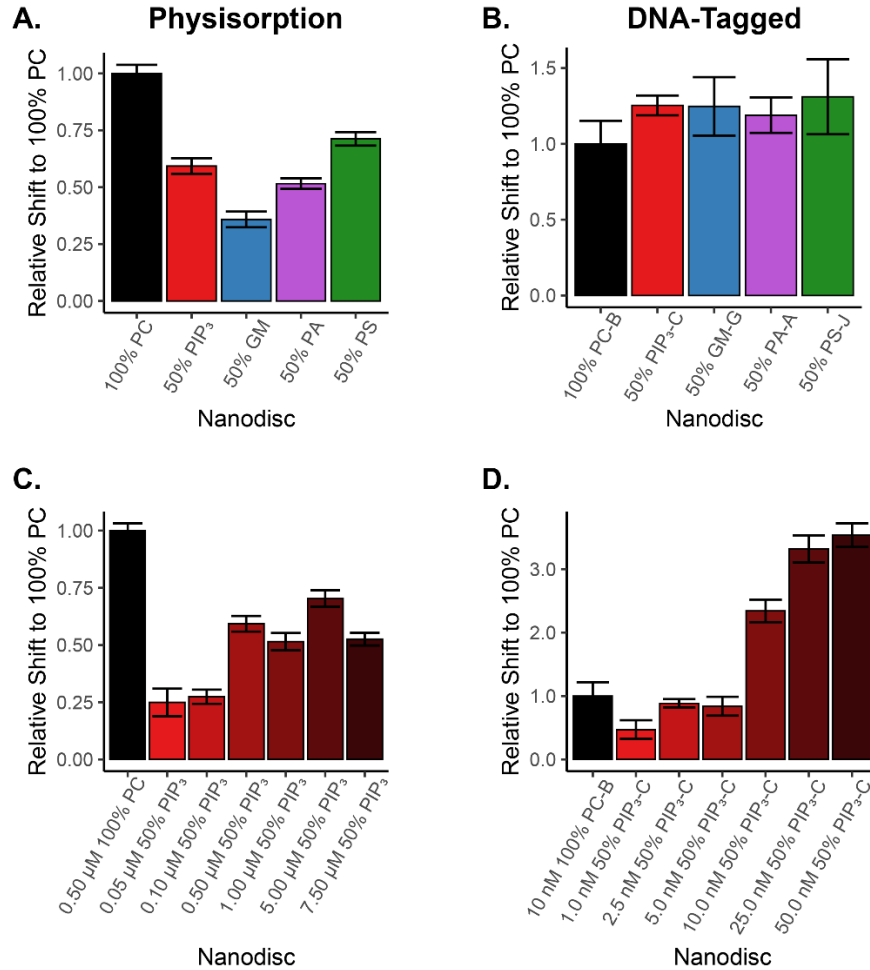 A.
Physisorption
Relative Shift to 100% PC
1.00
0.75
0.50
0.25
0.00
100% PC
50% PIP₃
50% GM
50% PA
50% PS
Nanodisc
B.
DNA-Tagged
Relative Shift to 100% PC
1.5
1.0
0.5
0.0
100% PC-B
50% PIP₃-C
50% GM-G
50% PA-A
50% PS-J
Nanodisc
C.
Relative Shift to 100% PC
1.00
0.75
0.50
0.25
0.00
0.50 µM 100% PC
0.05 µM 50% PIP₃
0.10 µM 50% PIP₃
0.50 µM 50% PIP₃
1.00 µM 50% PIP₃
5.00 µM 50% PIP₃
7.50 µM 50% PIP₃
Nanodisc
D.
Relative Shift to 100% PC
3.0
2.0
1.0
0.0
10 nM 100% PC-B
1.0 nM 50% PIP₃-C
2.5 nM 50% PIP₃-C
5.0 nM 50% PIP₃-C
10.0 nM 50% PIP₃-C
25.0 nM 50% PIP₃-C
50.0 nM 50% PIP₃-C
Nanodisc